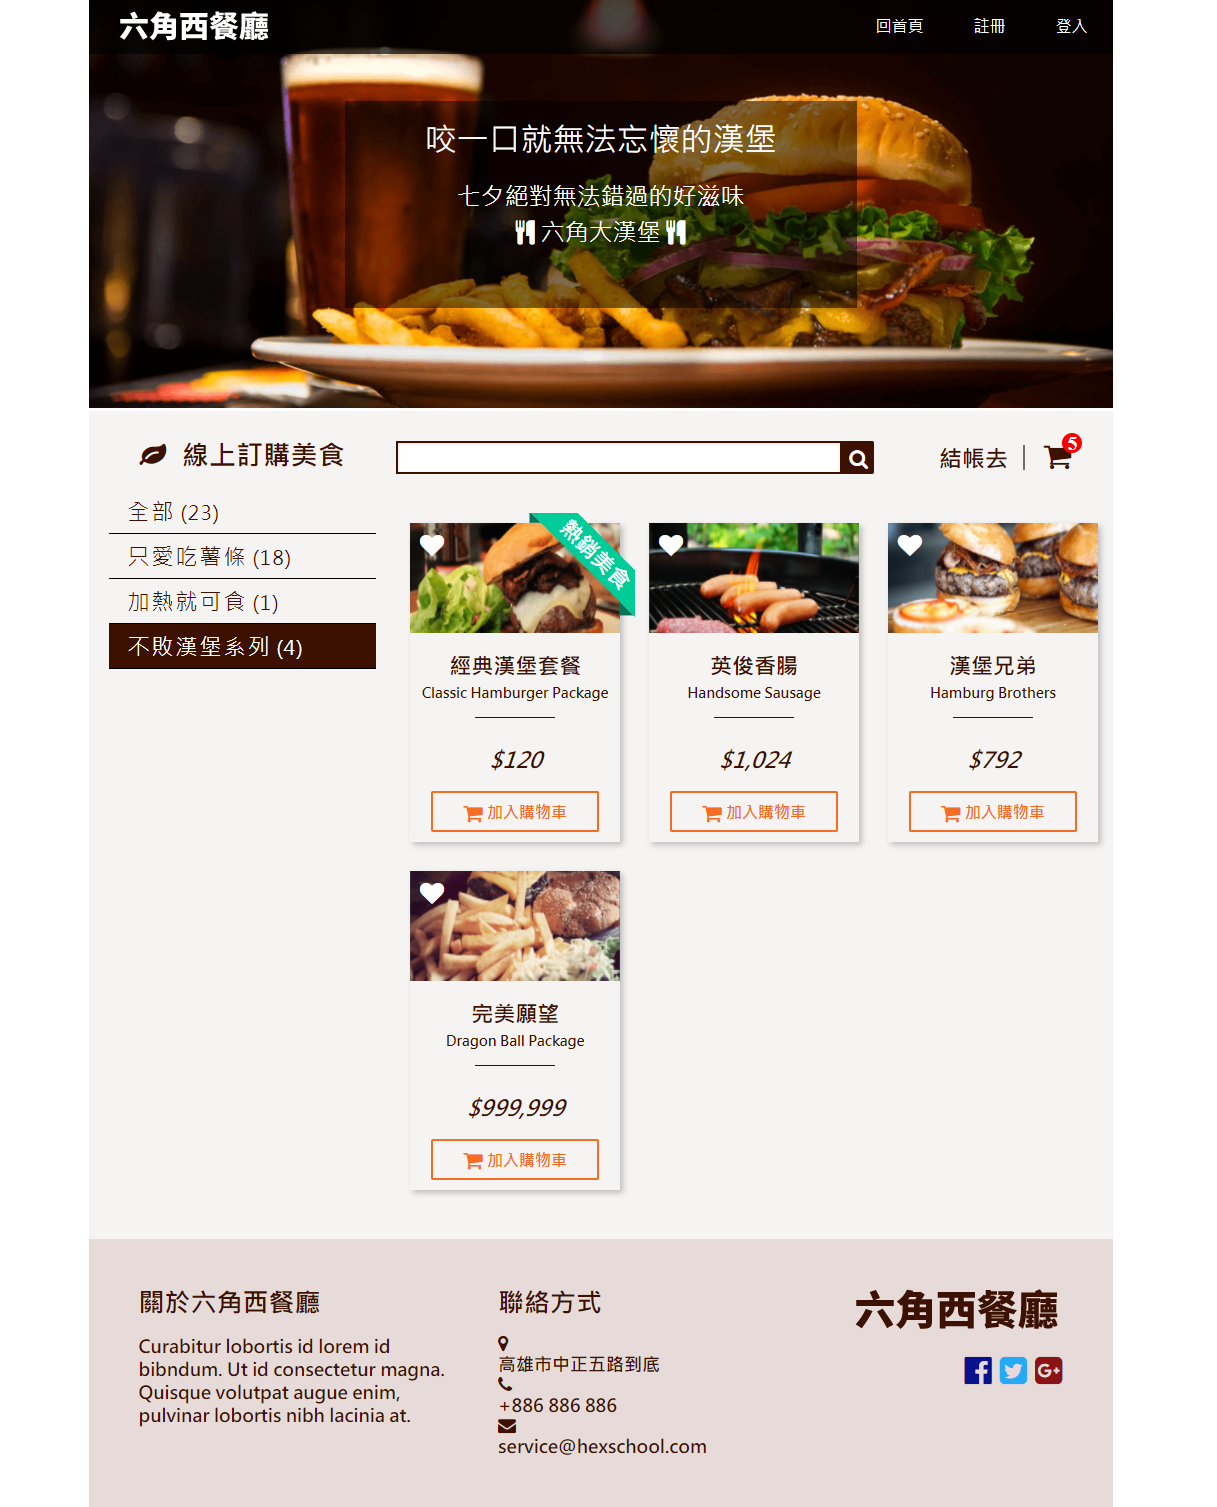 六角西餐廳
回首頁 註冊 登入
咬一口就無法忘懷的漢堡
七夕絕對無法錯過的好滋味
六角大漢堡
線上訂購美食
結帳去
5
全部 (23)
只愛吃薯條 (18)
加熱就可食 (1)
不敗漢堡系列 (4)
熱銷美食
經典漢堡套餐
Classic Hamburger Package
$120
加入購物車
英俊香腸
Handsome Sausage
$1,024
加入購物車
漢堡兄弟
Hamburg Brothers
$792
加入購物車
完美願望
Dragon Ball Package
$999,999
加入購物車
關於六角西餐廳
Curabitur lobortis id lorem id
bibndum. Ut id consectetur magna.
Quisque volutpat augue enim,
pulvinar lobortis nibh lacinia at.
聯絡方式
高雄市中正五路到底
+886 886 886
service@hexschool.com
六角西餐廳